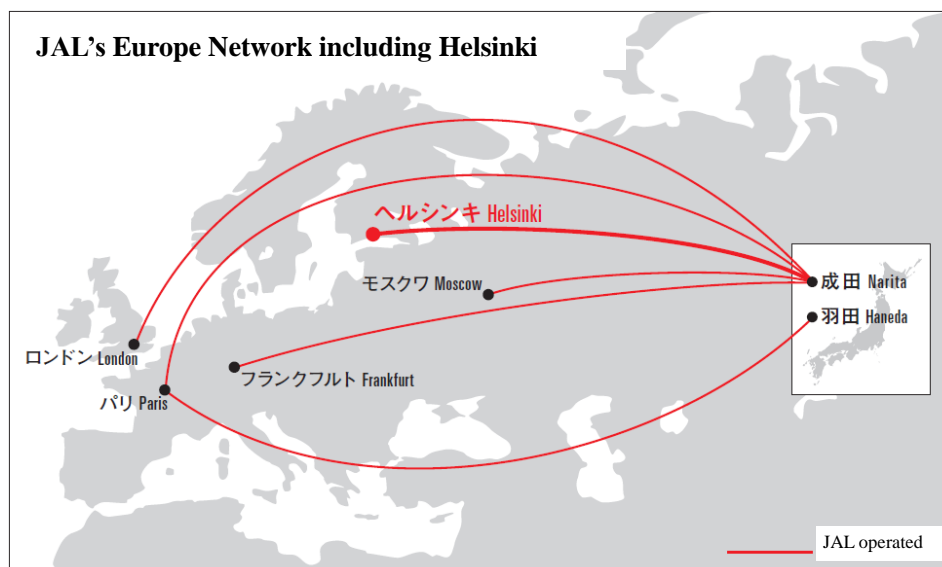 JAL's Europe Network including Helsinki
ヘルシンキ Helsinki
モスクワ Moscow
成田 Narita
羽田 Haneda
ロンドン London
フランクフルト Frankfurt
パリ Paris
JAL operated